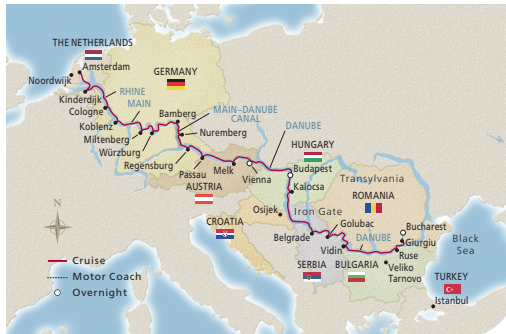 THE NETHERLANDS
Amsterdam
Noordwijk
GERMANY
RHINE
Kinderdijk
MAIN
Cologne
Bamberg
MAIN–DANUBE
CANAL
Koblenz
Miltenberg
Nuremberg
Würzburg
DANUBE
HUNGARY
Regensburg
Passau
Melk
Vienna
Budapest
Transylvania
AUSTRIA
Kalocsa
ROMANIA
Osijek
Iron Gate
CROATIA
Golubac
Bucharest
Belgrade
DANUBE
Giurgiu
Black
Sea
Vidin
Ruse
N
Cruise
SERBIA
BULGARIA
Veliko
Tarnovo
TURKEY
Motor Coach
Overnight
Istanbul